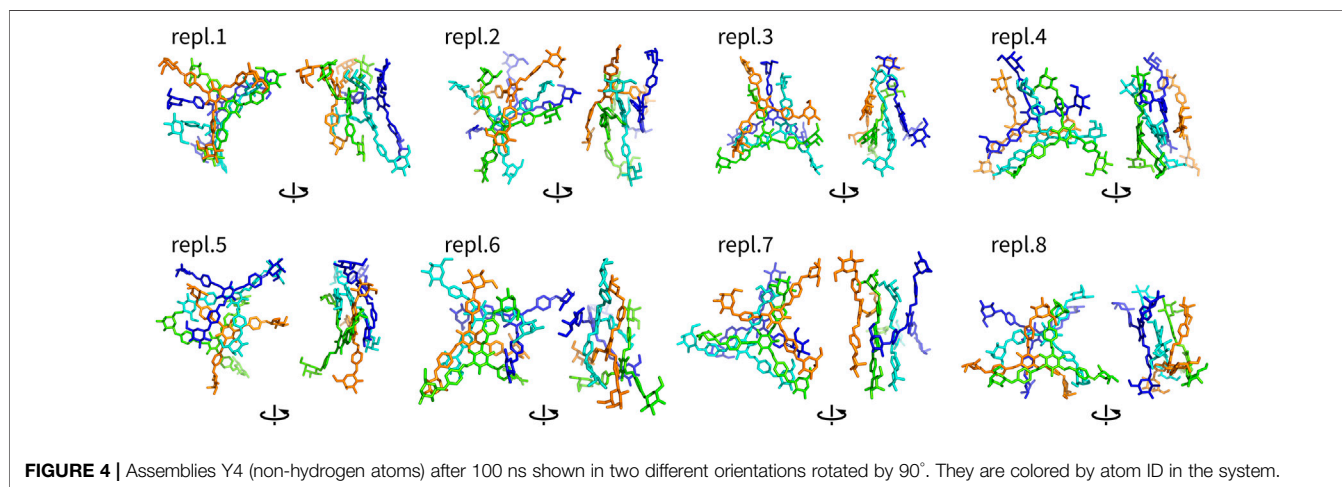 repl.1 repl.2 repl.3 repl.4
repl.5 repl.6 repl.7 repl.8
FIGURE 4 | Assemblies Y4 (non-hydrogen atoms) after 100 ns shown in two different orientations rotated by 90°. They are colored by atom ID in the system.